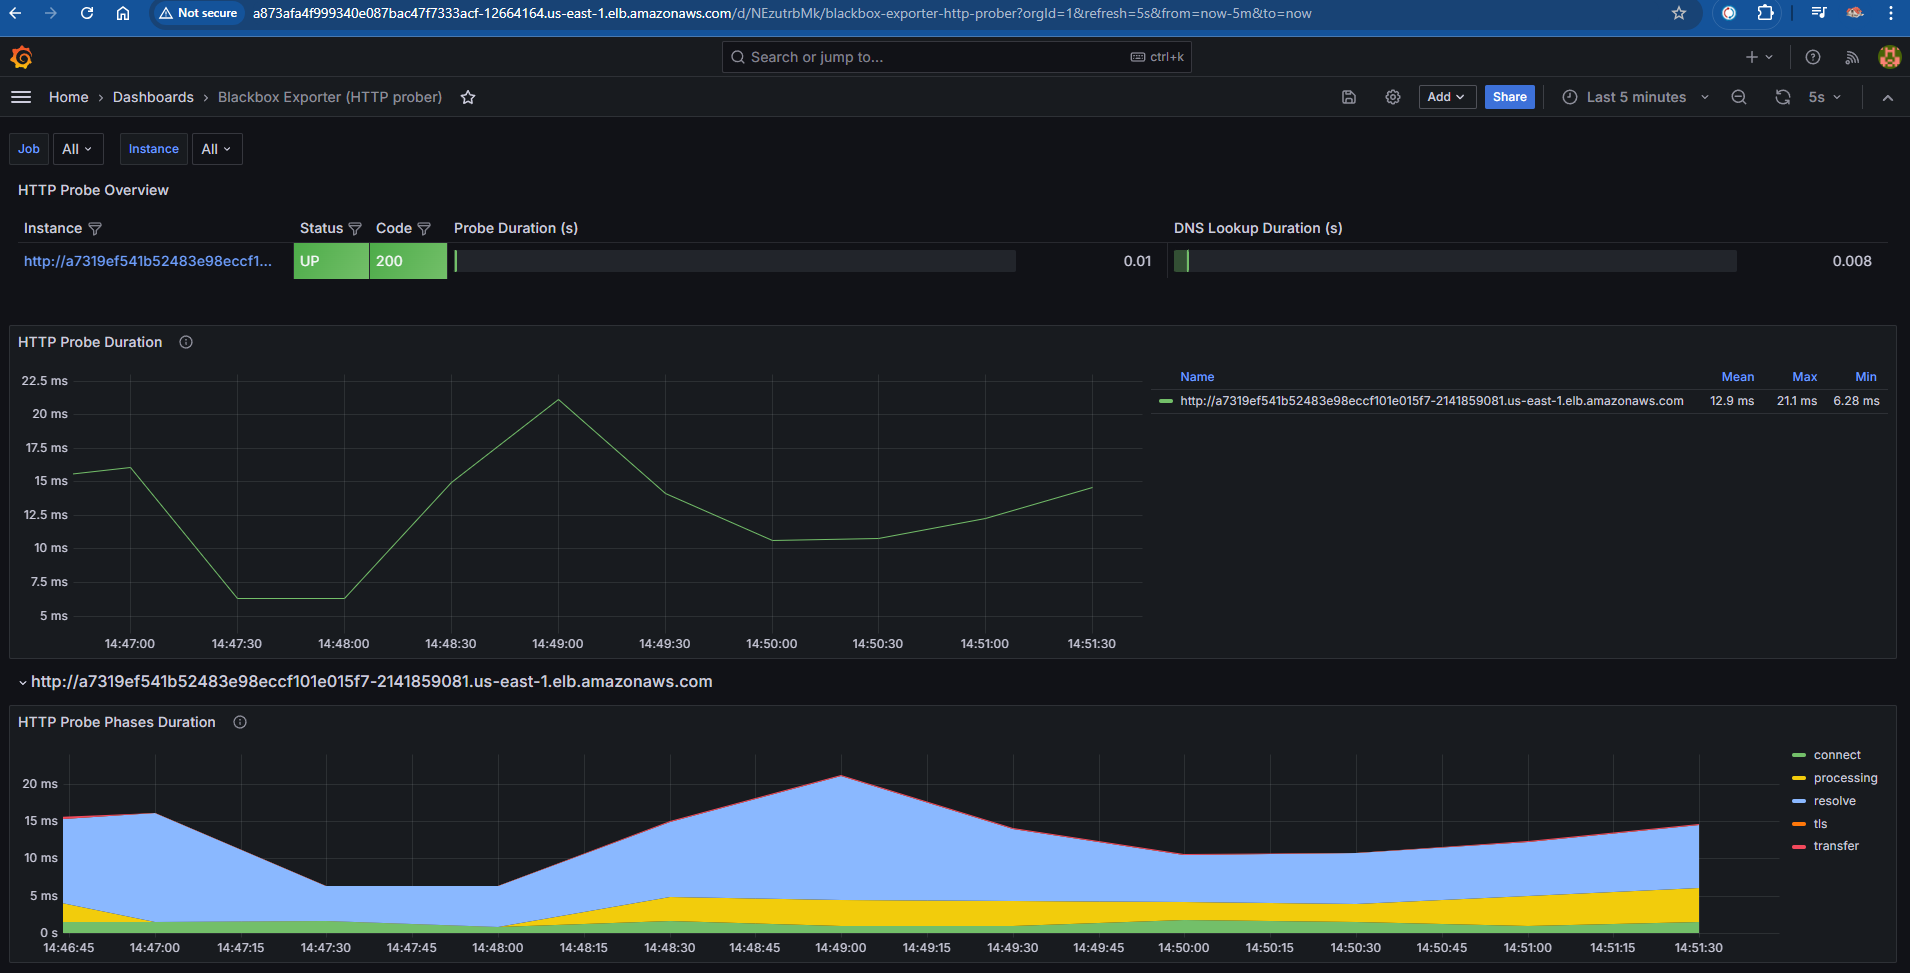 Not secure
a873afa4f999340e087bac47f7333acf-12664164.us-east-1.elb.amazonaws.com/d/NEzutrbMk/blackbox-exporter-http-prober?orgId=1&refresh=5s&from=now-5m&to=now
Search or jump to...
ctrl+k
Home › Dashboards › Blackbox Exporter (HTTP prober)
Add
Share
Last 5 minutes
5s
Job All Instance All
HTTP Probe Overview
Instance Status Code Probe Duration (s) DNS Lookup Duration (s)
http://a7319ef541b52483e98eccf1... UP 200 0.01 0.008
HTTP Probe Duration
22.5 ms
20 ms
17.5 ms
15 ms
12.5 ms
10 ms
7.5 ms
5 ms
14:47:00 14:47:30 14:48:00 14:48:30 14:49:00 14:49:30 14:50:00 14:50:30 14:51:00 14:51:30
Name Mean Max Min
http://a7319ef541b52483e98eccf101e015f7-2141859081.us-east-1.elb.amazonaws.com 12.9 ms 21.1 ms 6.28 ms
http://a7319ef541b52483e98eccf101e015f7-2141859081.us-east-1.elb.amazonaws.com
HTTP Probe Phases Duration
20 ms
15 ms
10 ms
5 ms
0 s
14:46:45 14:47:00 14:47:15 14:47:30 14:47:45 14:48:00 14:48:15 14:48:30 14:48:45 14:49:00 14:49:15 14:49:30 14:49:45 14:50:00 14:50:15 14:50:30 14:50:45 14:51:00 14:51:15 14:51:30
connect
processing
resolve
tls
transfer